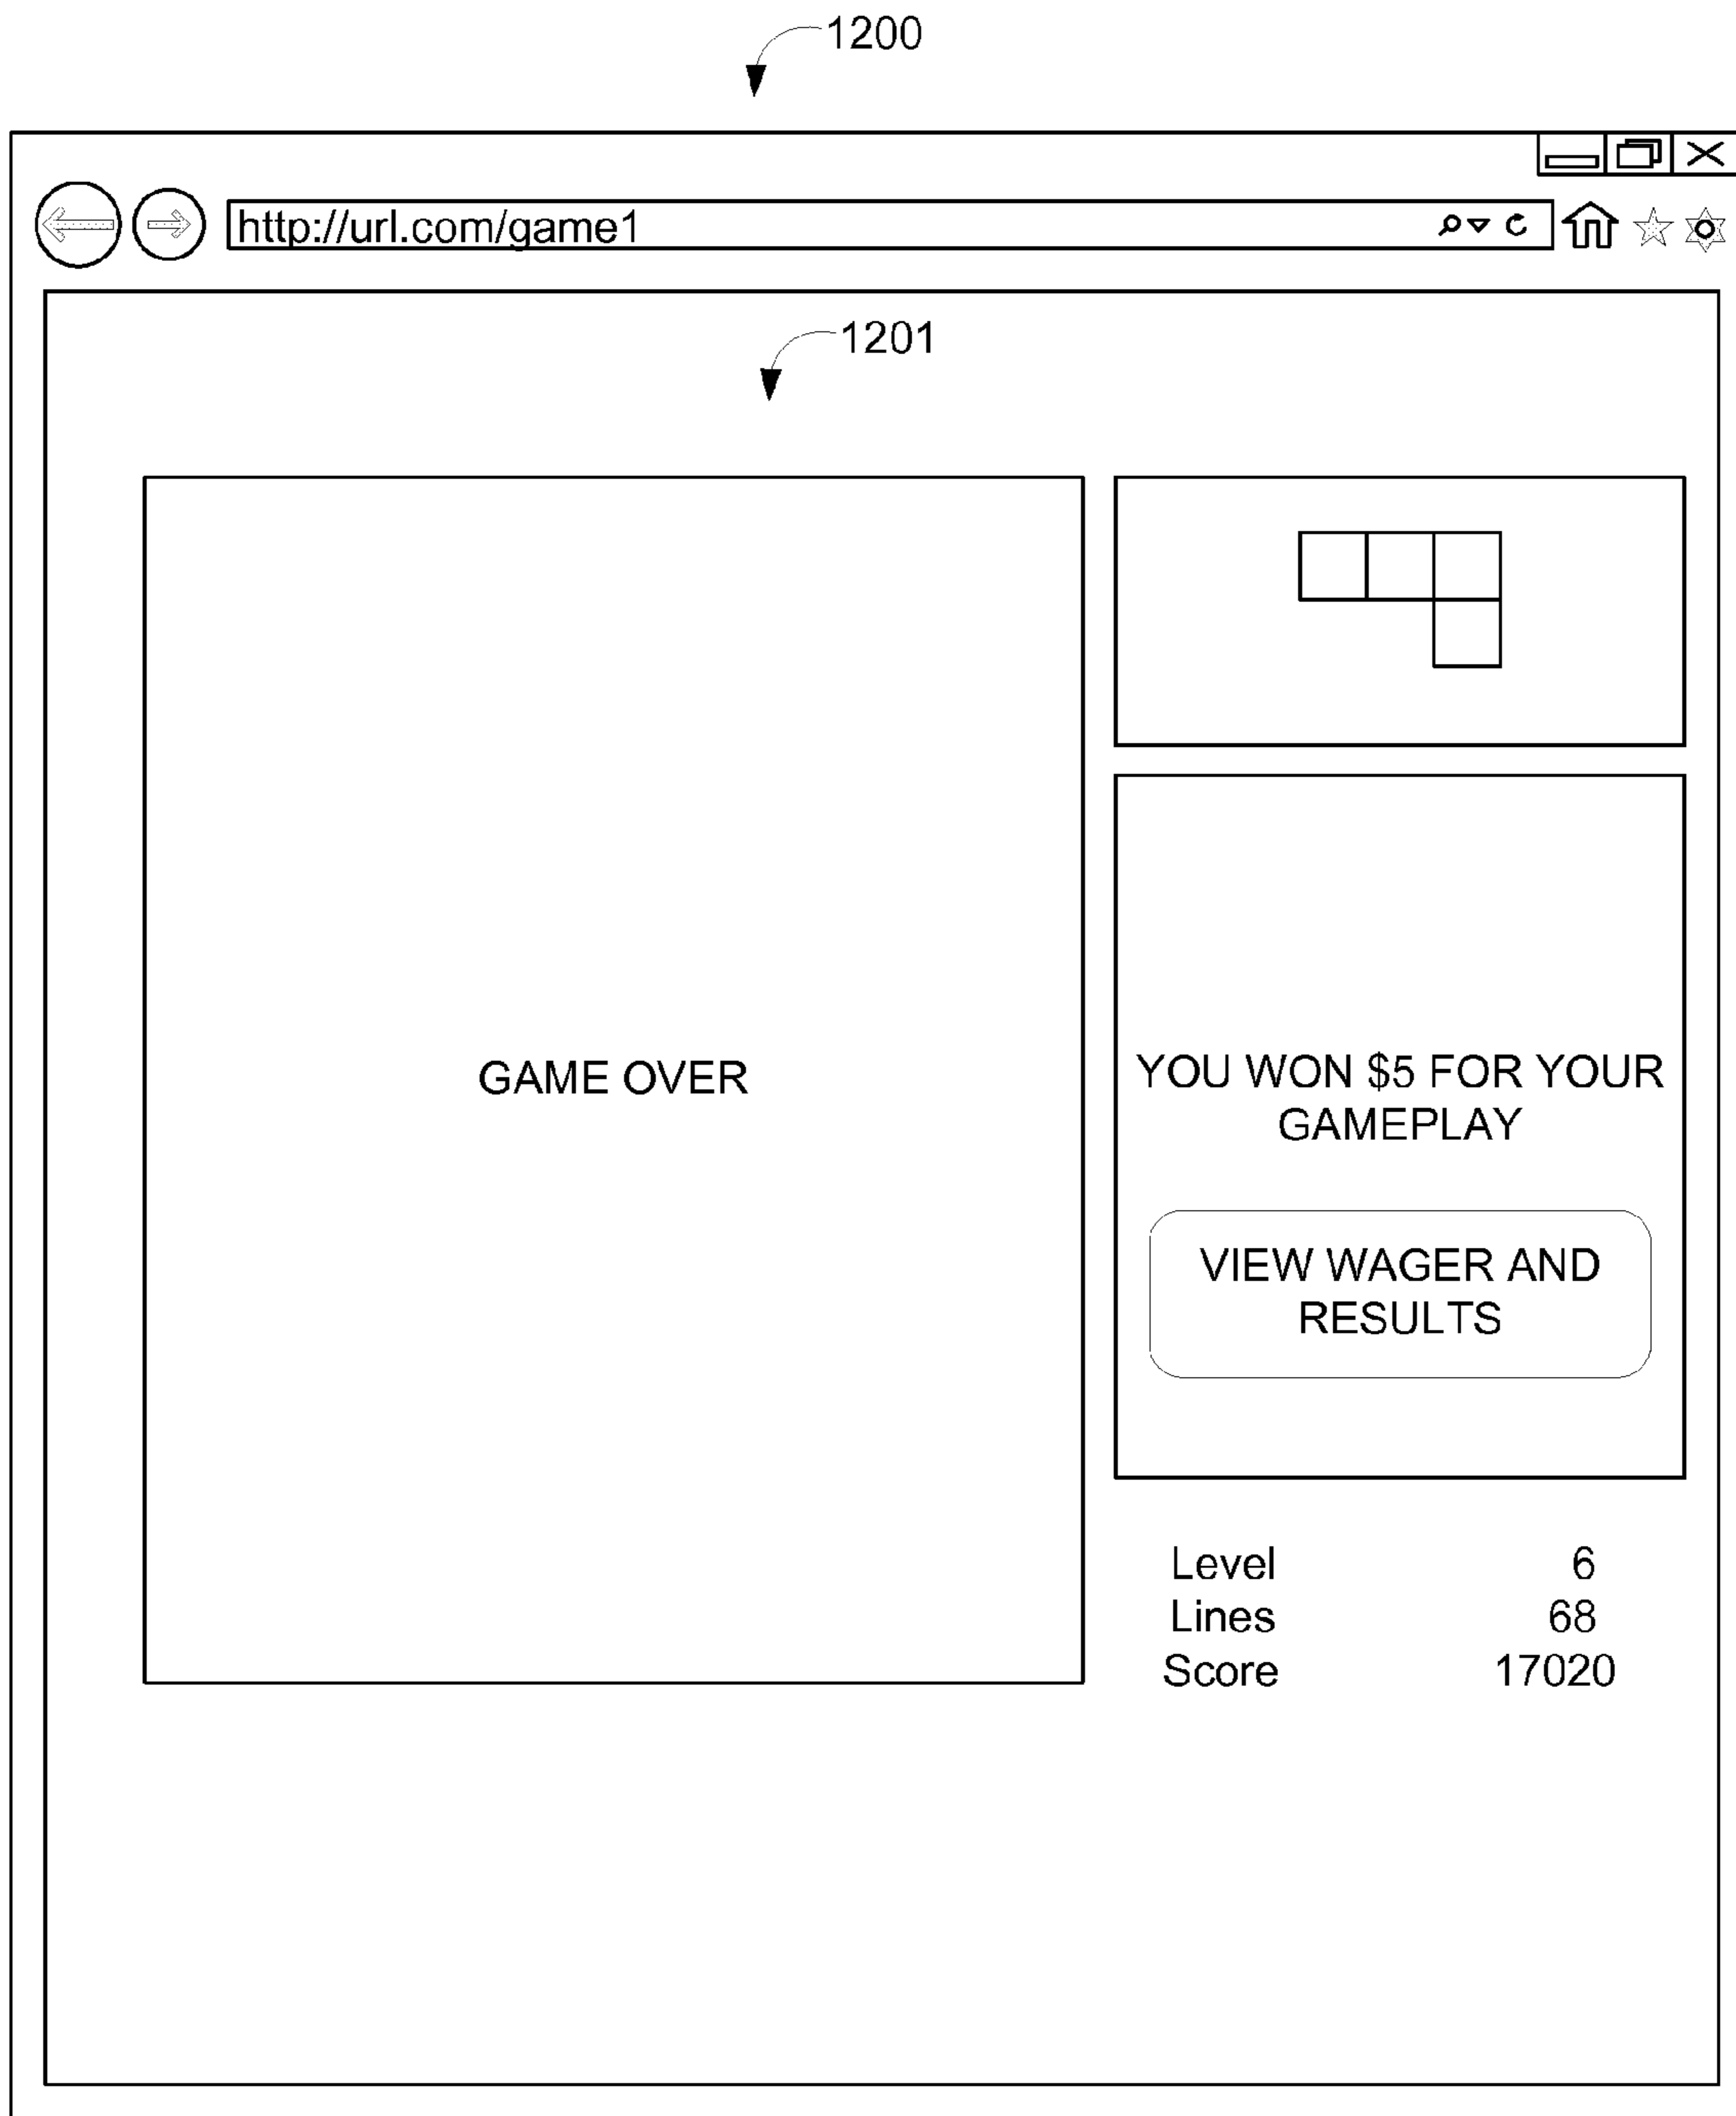 1200
http://url.com/game1
1201
GAME OVER
YOU WON $5 FOR YOUR
GAMEPLAY
VIEW WAGER AND
RESULTS
Level 6
Lines 68
Score 17020